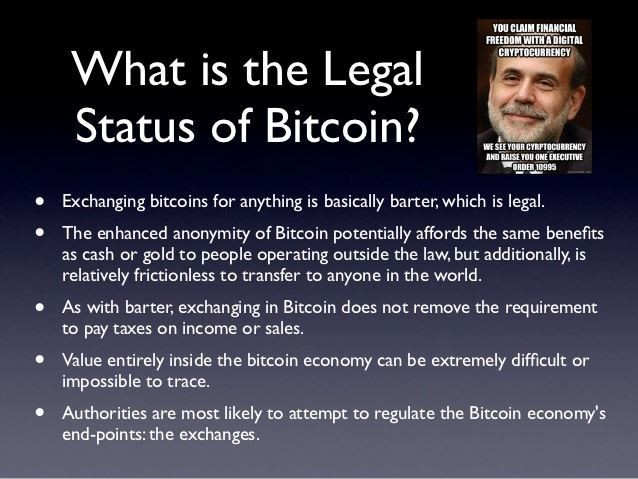 What is the Legal
Status of Bitcoin?
YOU CLAIM FINANCIAL
FREEDOM WITH A DIGITAL
CRYPTOCURRENCY
WE SEE YOUR CYRPTOCURRENCY
AND RAISE YOU ONE EXECUTIVE
ORDER 10995
• Exchanging bitcoins for anything is basically barter, which is legal.
• The enhanced anonymity of Bitcoin potentially affords the same benefits
as cash or gold to people operating outside the law, but additionally, is
relatively frictionless to transfer to anyone in the world.
• As with barter, exchanging in Bitcoin does not remove the requirement
to pay taxes on income or sales.
• Value entirely inside the bitcoin economy can be extremely difficult or
impossible to trace.
• Authorities are most likely to attempt to regulate the Bitcoin economy's
end-points: the exchanges.